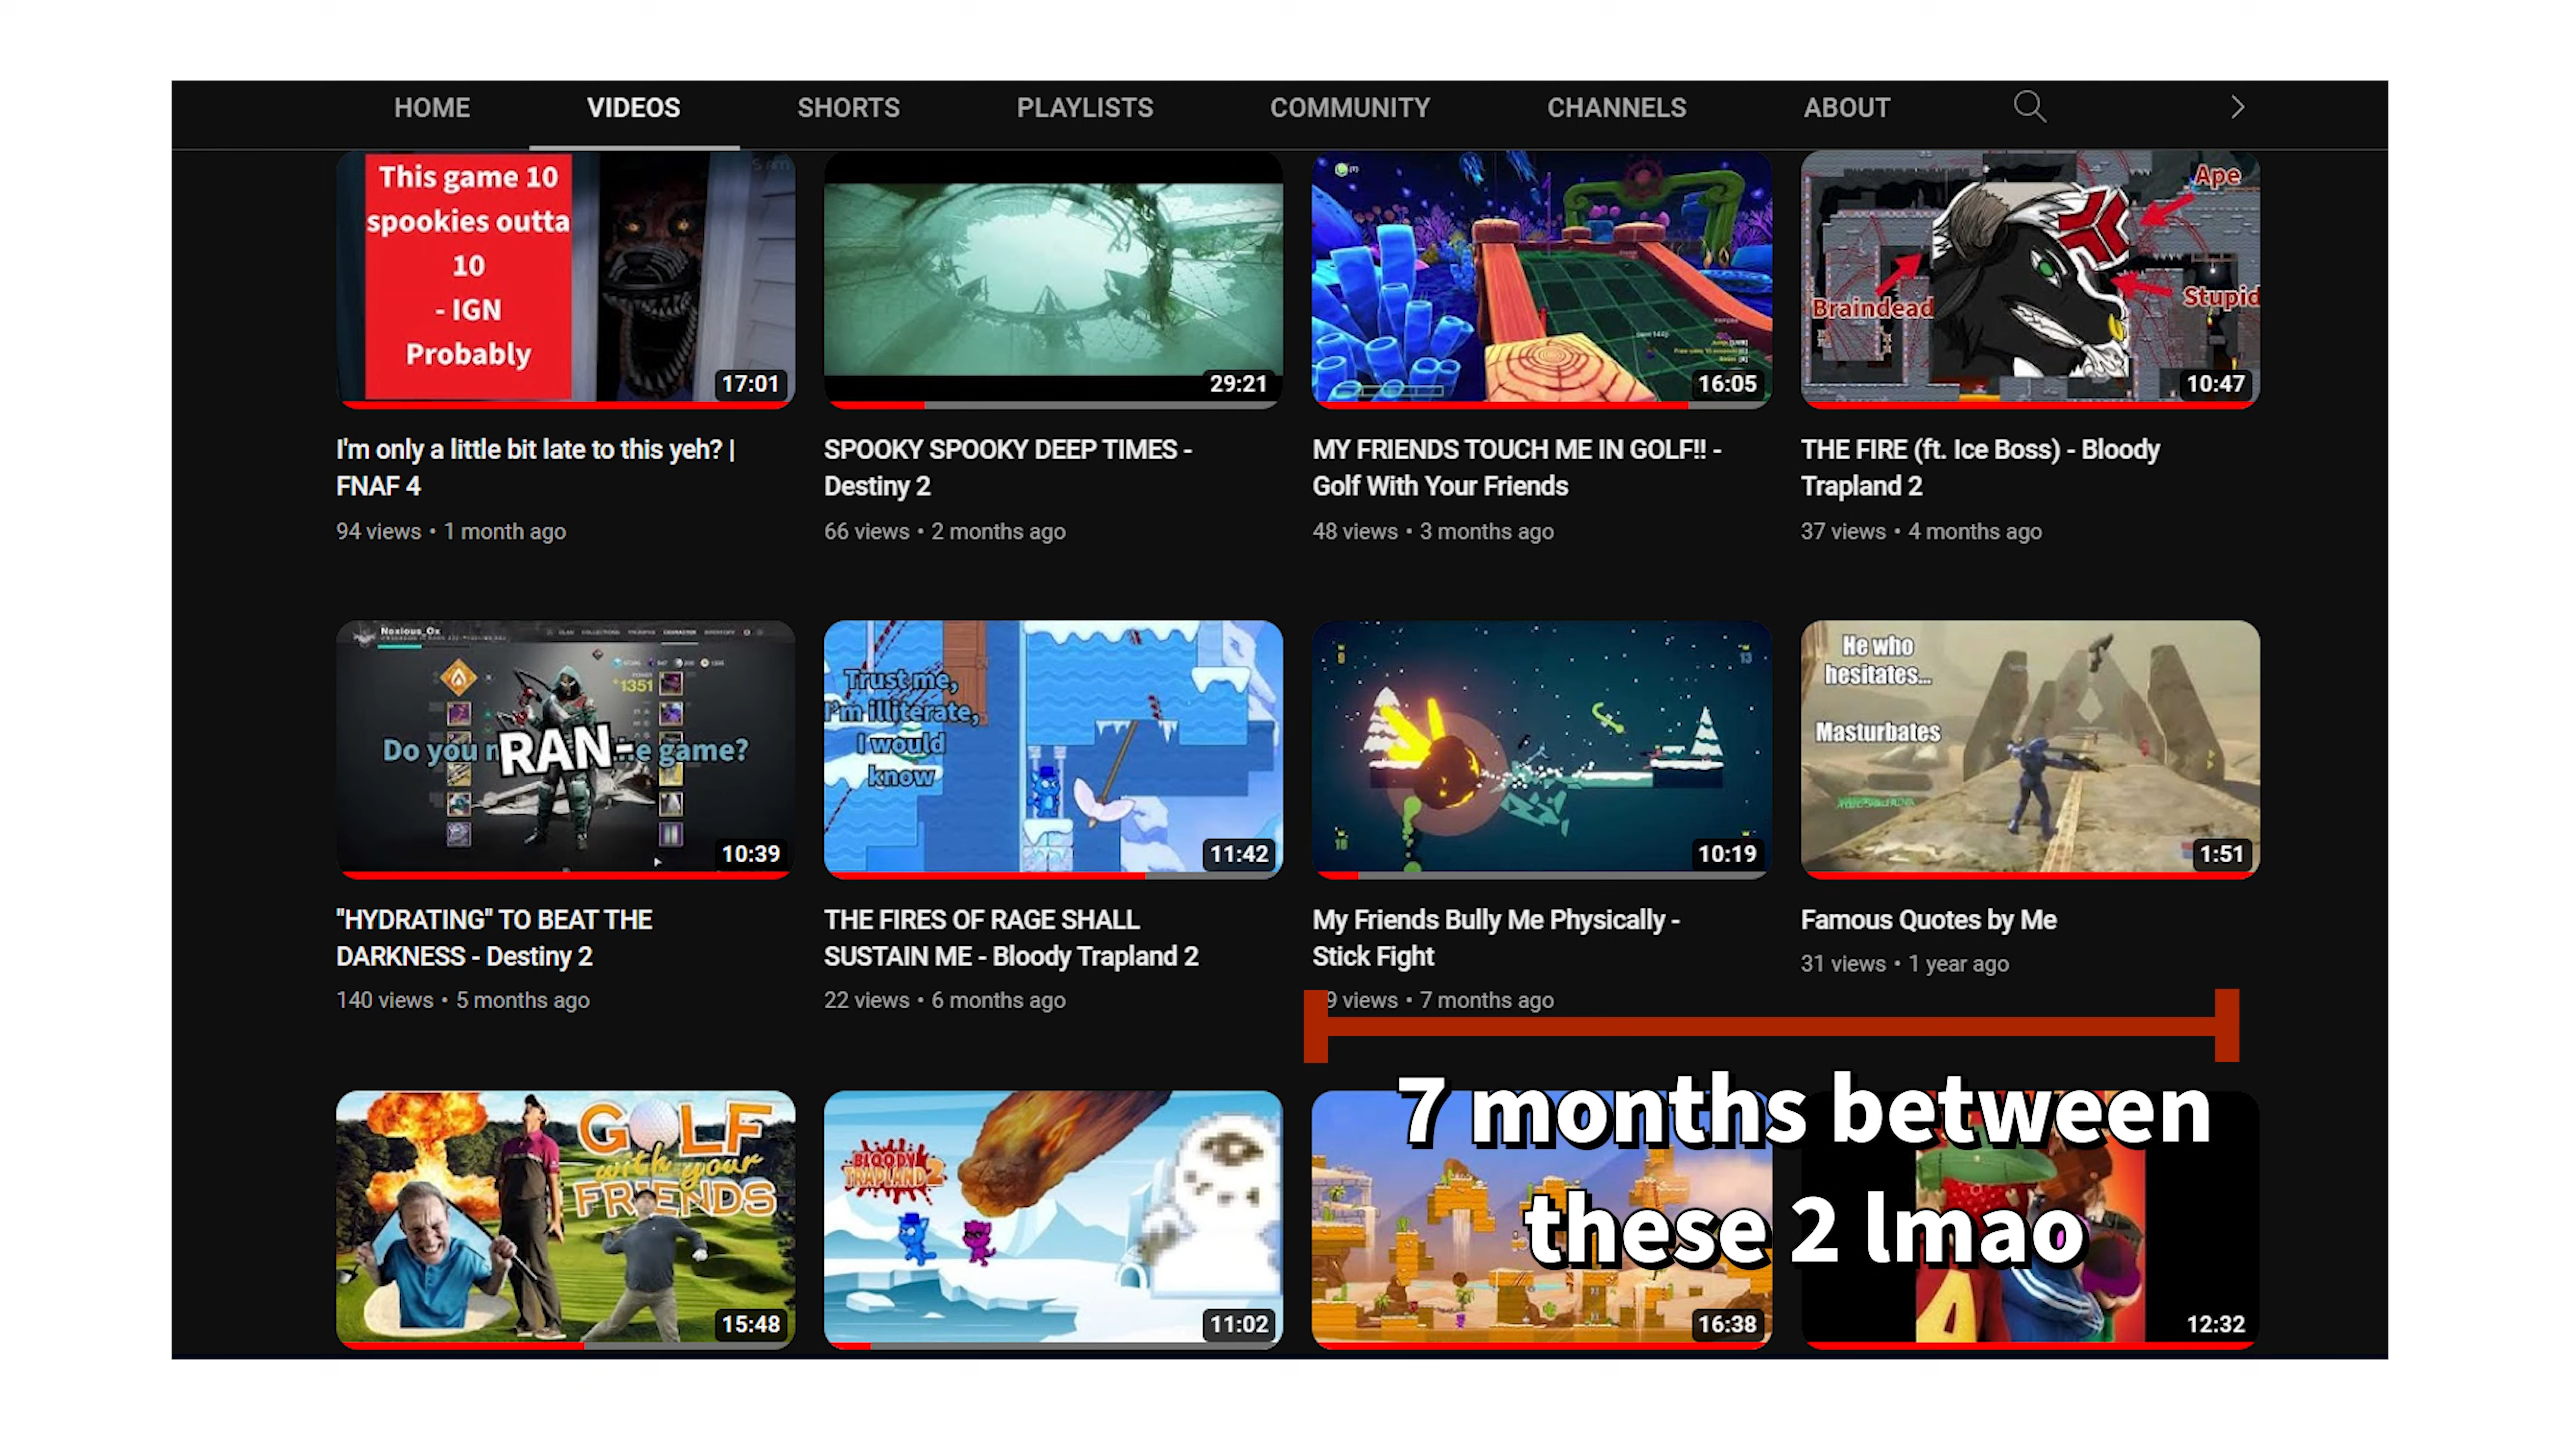 HOME VIDEOS SHORTS PLAYLISTS COMMUNITY CHANNELS ABOUT
This game 10
spookies outta
10
- IGN
Probably
17:01
29:21
16:05
Ape
Braindead
Stupid
10:47
I'm only a little bit late to this yeh? |
FNAF 4
94 views • 1 month ago
SPOOKY SPOOKY DEEP TIMES -
Destiny 2
66 views • 2 months ago
MY FRIENDS TOUCH ME IN GOLF!! -
Golf With Your Friends
48 views • 3 months ago
THE FIRE (ft. Ice Boss) - Bloody
Trapland 2
37 views • 4 months ago
Noxious_Ox
1351
Do you
RAN-
e game?
10:39
Trust me,
I'm illiterate,
I would
know
11:42
10:19
He who
hesitates...
Masturbates
1:51
"HYDRATING" TO BEAT THE
DARKNESS - Destiny 2
140 views • 5 months ago
THE FIRES OF RAGE SHALL
SUSTAIN ME - Bloody Trapland 2
22 views • 6 months ago
My Friends Bully Me Physically -
Stick Fight
9 views • 7 months ago
Famous Quotes by Me
31 views • 1 year ago
7 months between
these 2 lmao
GOLF
with your
FRIENDS
15:48
BLOODY
TRAPLAND 2
11:02
16:38
A
12:32